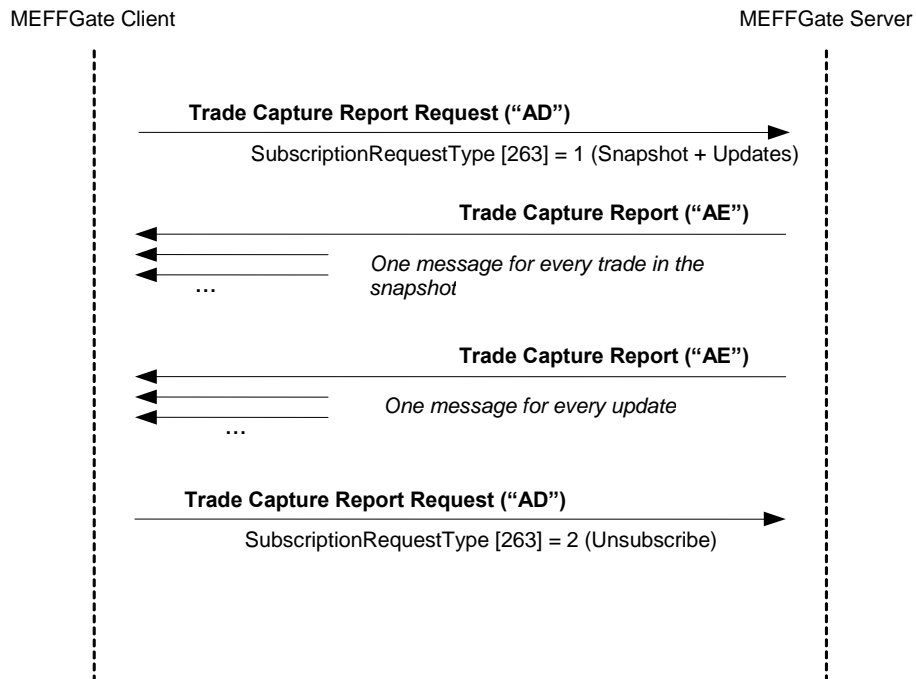 MEFFGate Client
MEFFGate Server
Trade Capture Report Request (“AD”)
SubscriptionRequestType [263] = 1 (Snapshot + Updates)
Trade Capture Report (“AE”)
One message for every trade in the
snapshot
...
Trade Capture Report (“AE”)
One message for every update
...
Trade Capture Report Request (“AD”)
SubscriptionRequestType [263] = 2 (Unsubscribe)